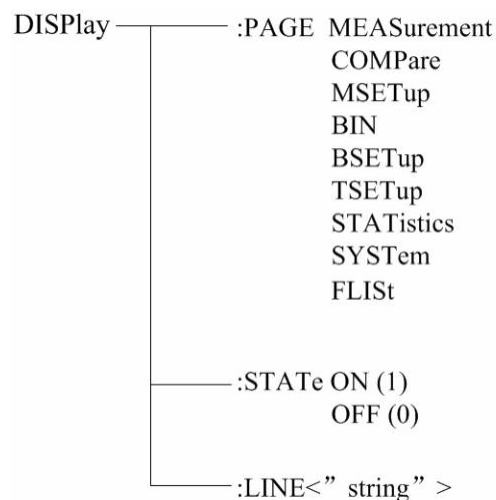 DISPlay :PAGE MEASurement
COMPare
MSETup
BIN
BSETup
TSETup
STATistics
SYSTem
FLISt
:STATe ON (1)
OFF (0)
:LINE<” string” >